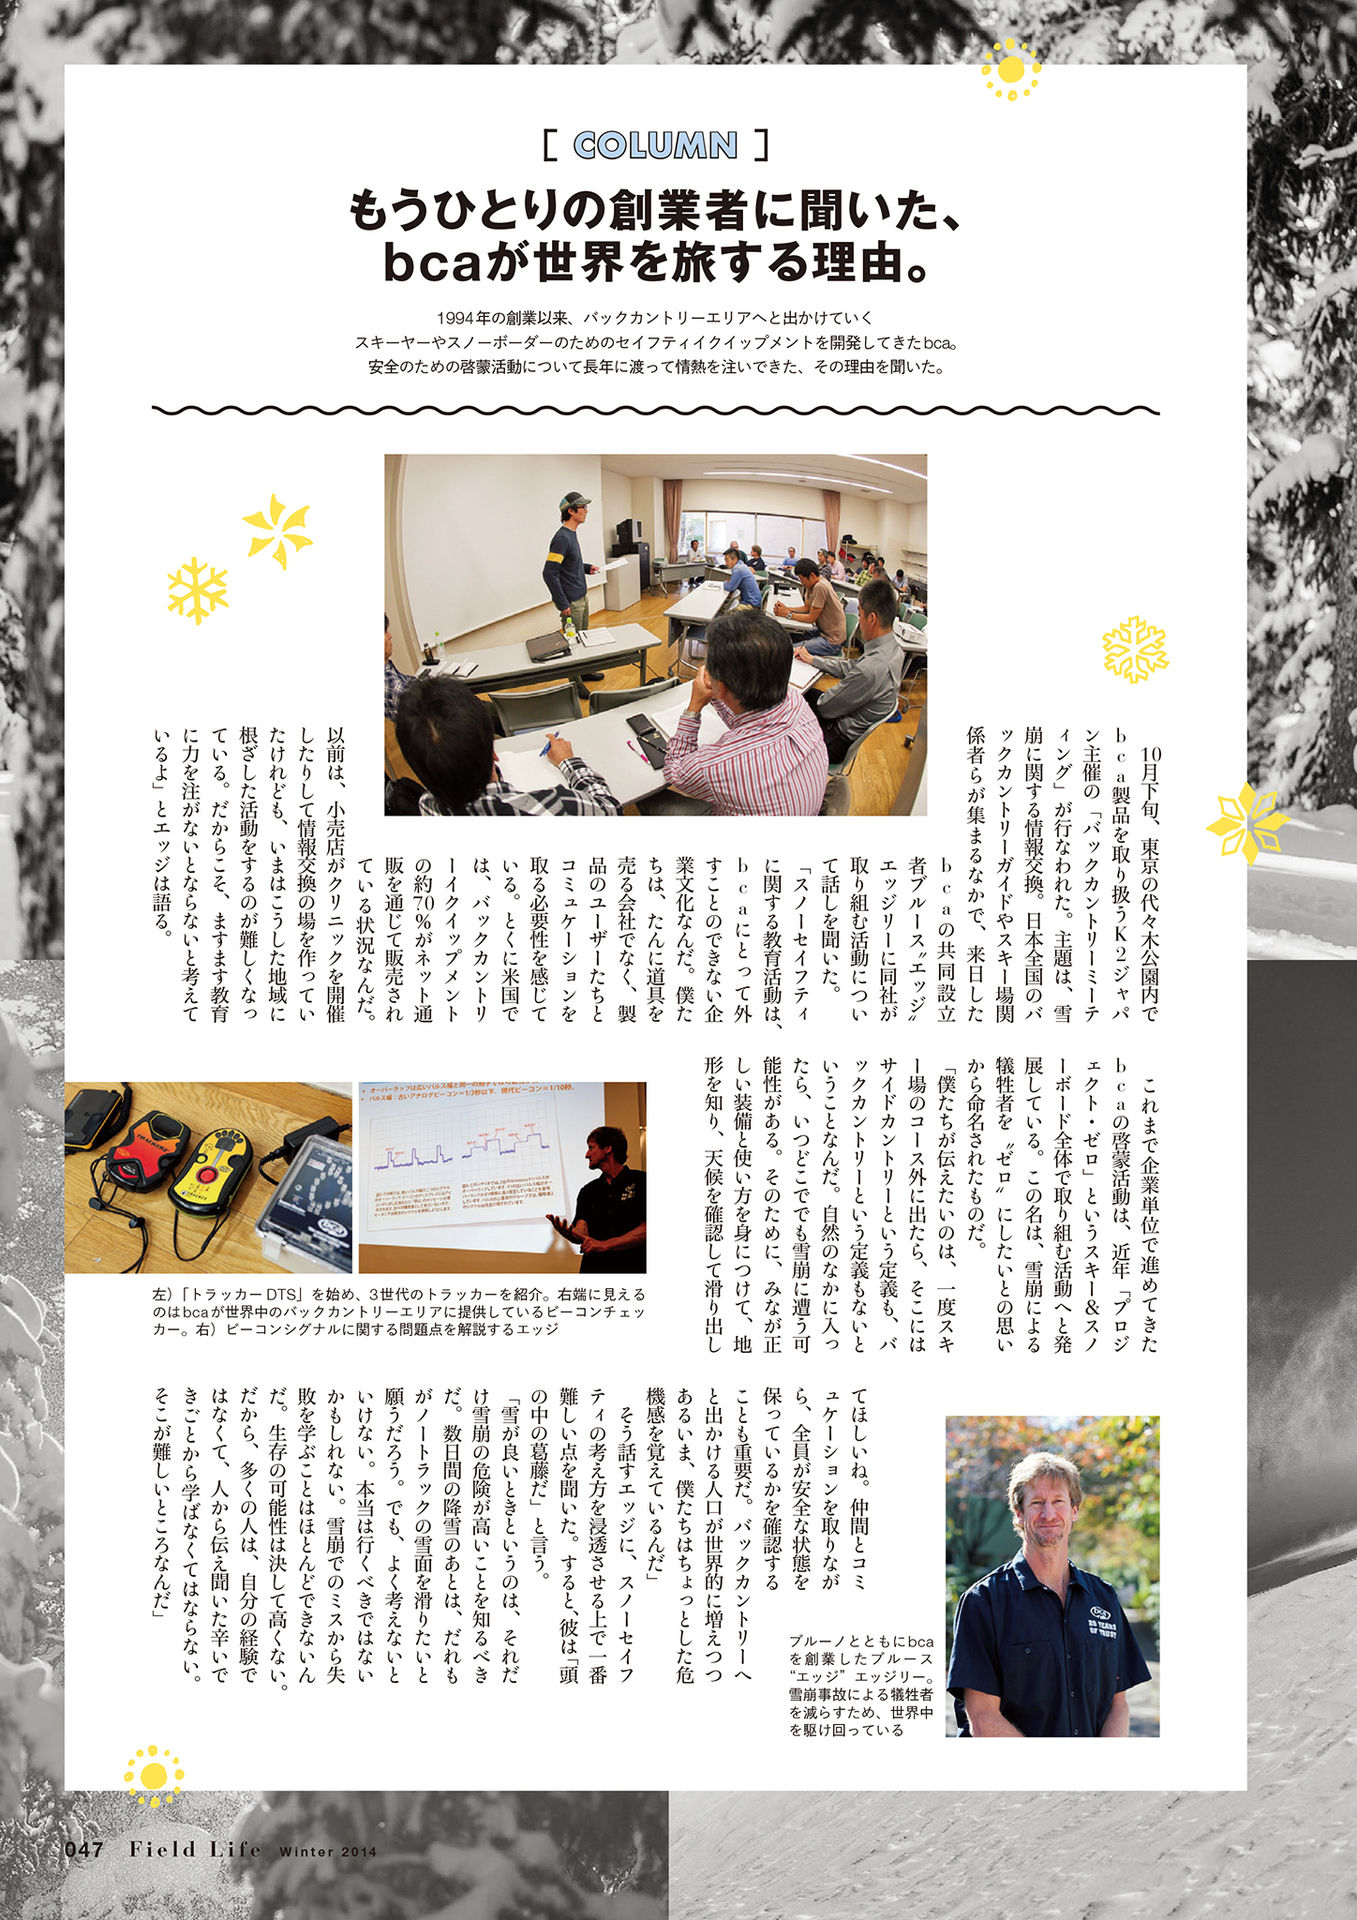 [ COLUMN ]
もうひとりの創業者に聞いた、
bcaが世界を旅する理由。
1994年の創業以来、バックカントリーエリアへと出かけていく
スキーヤーやスノーボーダーのためのセイフティイクイップメントを開発してきたbca。
安全のための啓蒙活動について長年に渡って情熱を注いできた、その理由を聞いた。
10月下旬、東京の代々木公園内で
bca製品を取り扱うK2ジャパ
ン主催の「バックカントリーミーテ
ィング」が行なわれた。主題は、雪
崩に関する情報交換。日本全国のバ
ックカントリーガイドやスキー場関
係者らが集まるなかで、来日した
bcaの共同設立
者ブルース〝エッジ〟
エッジリーに同社が
取り組む活動につい
て話しを聞いた。
「スノーセイフティ
に関する教育活動は、
bcaにとって外
すことのできない企
業文化なんだ。僕た
ちは、たんに道具を
売る会社でなく、製
品のユーザーたちと
コミュケーションを
取る必要性を感じて
いる。とくに米国で
は、バックカントリ
ーイクイップメント
の約70%がネット通
販を通じて販売され
ている状況なんだ。
以前は、小売店がクリニックを開催
したりして情報交換の場を作ってい
たけれども、いまはこうした地域に
根ざした活動をするのが難しくなっ
ている。だからこそ、ますます教育
に力を注がないとならないと考えて
いるよ」とエッジは語る。
これまで企業単位で進めてきた
bcaの啓蒙活動は、近年「プロジ
ェクト・ゼロ」というスキー&スノ
ーボード全体で取り組む活動へと発
展している。この名は、雪崩による
犠牲者を〝ゼロ〟にしたいとの思い
から命名されたものだ。
「僕たちが伝えたいのは、一度スキ
ー場のコース外に出たら、そこには
サイドカントリーという定義も、バ
ックカントリーという定義もないと
いうことなんだ。自然のなかに入っ
たら、いつどこででも雪崩に遭う可
能性がある。そのために、みなが正
しい装備と使い方を身につけて、地
形を知り、天候を確認して滑り出し
オーバーラップは広いパルス幅と同一の拍子では
パルス幅：古いアナログビーコン=1/3秒以下、現代ビーコン=1/10秒.
TRACKER
bca
左)「トラッカーDTS」を始め、3世代のトラッカーを紹介。右端に見える
のはbcaが世界中のバックカントリーエリアに提供しているビーコンチェッ
カー。右)ビーコンシグナルに関する問題点を解説するエッジ
てほしいね。仲間とコミ
ュケーションを取りなが
ら、全員が安全な状態を
保っているかを確認する
ことも重要だ。バックカントリーへ
と出かける人口が世界的に増えつつ
あるいま、僕たちはちょっとした危
機感を覚えているんだ」
そう話すエッジに、スノーセイフ
ティの考え方を浸透させる上で一番
難しい点を聞いた。すると、彼は「頭
の中の葛藤だ」と言う。
「雪が良いときというのは、それだ
け雪崩の危険が高いことを知るべき
だ。数日間の降雪のあとは、だれも
がノートラックの雪面を滑りたいと
願うだろう。でも、よく考えないと
いけない。本当は行くべきではない
かもしれない。雪崩でのミスから失
敗を学ぶことはほとんどできないん
だ。生存の可能性は決して高くない。
だから、多くの人は、自分の経験で
はなくて、人から伝え聞いた辛いで
きごとから学ばなくてはならない。
そこが難しいところなんだ」
bca
20 YEARS
OF TRUST
ブルーノとともにbca
を創業したブルース
“エッジ”エッジリー。
雪崩事故による犠牲者
を減らすため、世界中
を駆け回っている
047 Field Life Winter 2014